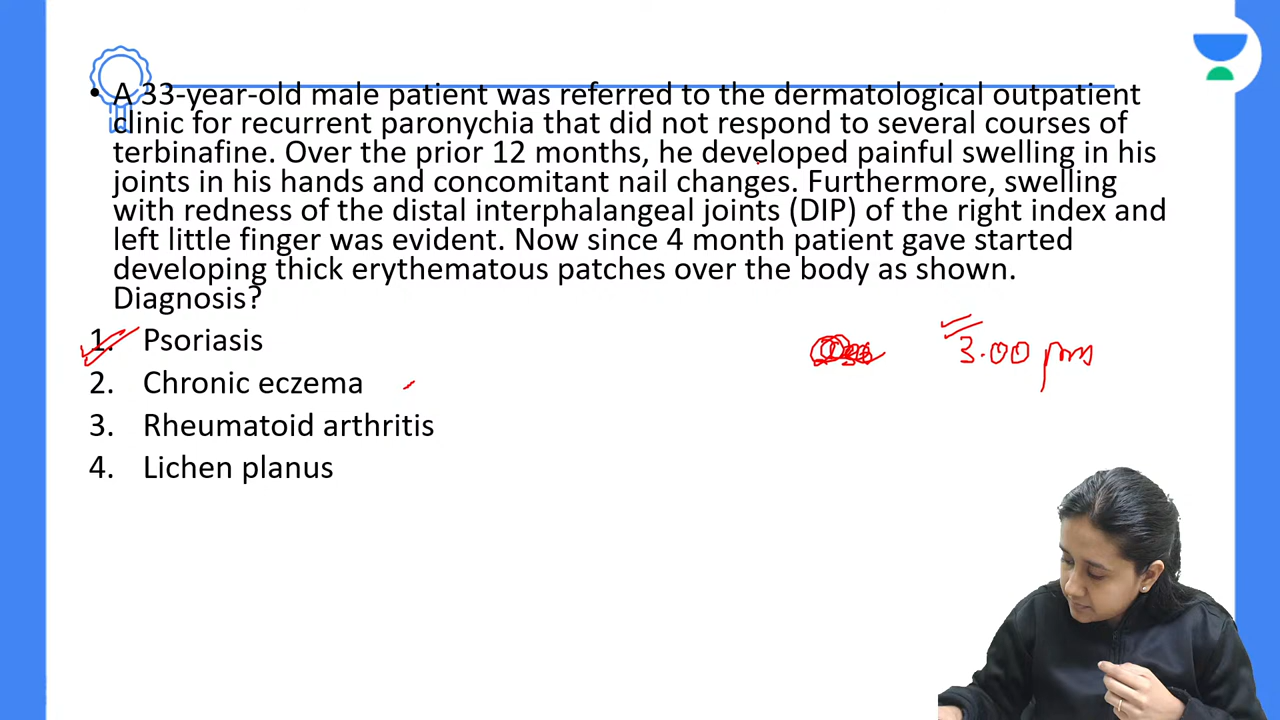 • A 33-year-old male patient was referred to the dermatological outpatient
clinic for recurrent paronychia that did not respond to several courses of
terbinafine. Over the prior 12 months, he developed painful swelling in his
joints in his hands and concomitant nail changes. Furthermore, swelling
with redness of the distal interphalangeal joints (DIP) of the right index and
left little finger was evident. Now since 4 month patient gave started
developing thick erythematous patches over the body as shown.
Diagnosis?
1. Psoriasis
3.00 pm
2. Chronic eczema
3. Rheumatoid arthritis
4. Lichen planus